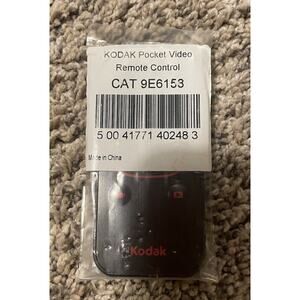 KODAK Pocket Video
Remote Control
CAT 9E6153
5 00 41771 40248 3
Made in China
Kodak